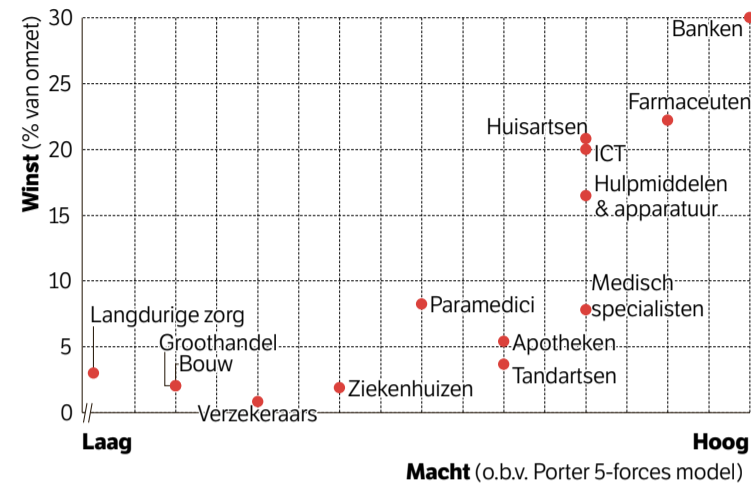 Winst (% van omzet)
30
25
20
15
10
5
0
Banken
Farmaceuten
Huisartsen
ICT
Hulpmiddelen
& apparatuur
Medisch
specialisten
Paramedici
Langdurige zorg
Groothandel
Bouw
Apotheken
Tandartsen
Ziekenhuizen
Verzekeraars
Laag
Hoog
Macht (o.b.v. Porter 5-forces model)